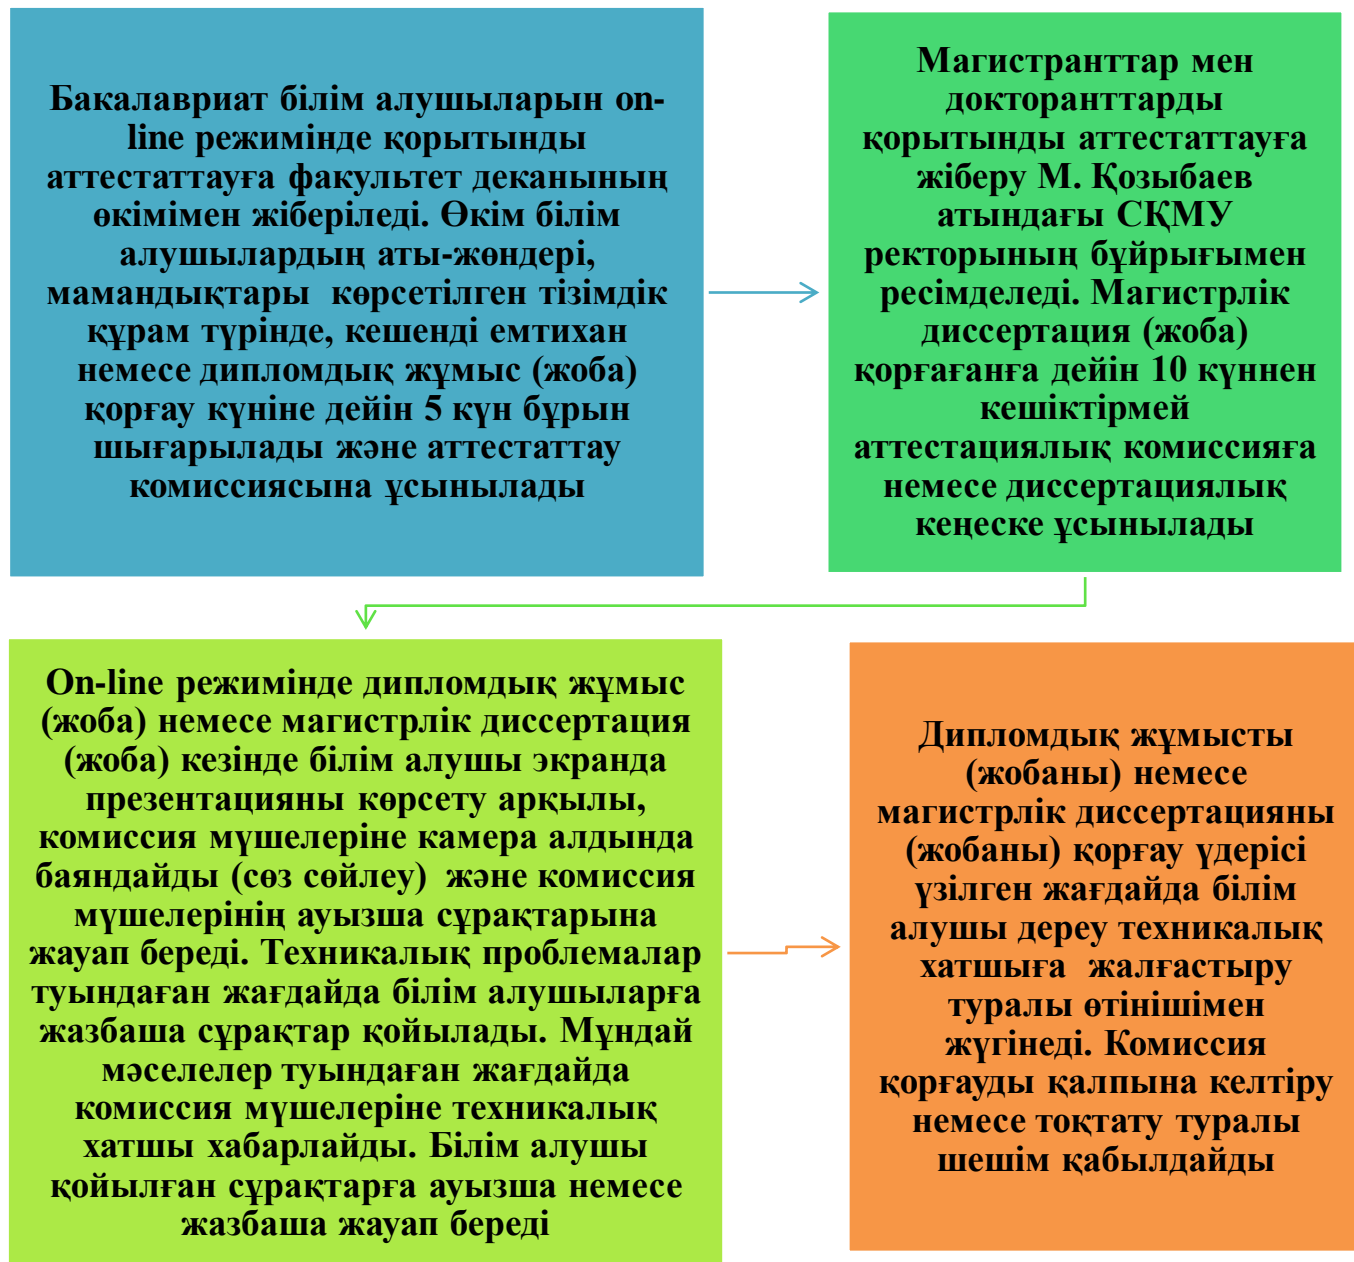 Бакалавриат білім алушыларын on-
line режимінде қорытынды
аттестаттауға факультет деканының
өкімімен жіберіледі. Өкім білім
алушылардың аты-жөндері,
мамандықтары көрсетілген тізімдік
құрам түрінде, кешенді емтихан
немесе дипломдық жұмыс (жоба)
қорғау күніне дейін 5 күн бұрын
шығарылады және аттестаттау
комиссиясына ұсынылады
Магистранттар мен
докторанттарды
қорытынды аттестаттауға
жіберу М. Қозыбаев
атындағы СҚМУ
ректорының бұйрығымен
ресімделеді. Магистрлік
диссертация (жоба)
қорғағанға дейін 10 күннен
кешіктірмей
аттестациялық комиссияға
немесе диссертациялық
кеңеске ұсынылады
On-line режимінде дипломдық жұмыс
(жоба) немесе магистрлік диссертация
(жоба) кезінде білім алушы экранда
презентацияны көрсету арқылы,
комиссия мүшелеріне камера алдында
баяндайды (сөз сөйлеу) және комиссия
мүшелерінің ауызша сұрақтарына
жауап береді. Техникалық проблемалар
туындаған жағдайда білім алушыларға
жазбаша сұрақтар қойылады. Мұндай
мәселелер туындаған жағдайда
комиссия мүшелеріне техникалық
хатшы хабарлайды. Білім алушы
қойылған сұрақтарға ауызша немесе
жазбаша жауап береді
Дипломдық жұмысты
(жобаны) немесе
магистрлік диссертацияны
(жобаны) қорғау үдерісі
үзілген жағдайда білім
алушы дереу техникалық
хатшыға жалғастыру
туралы өтінішімен
жүгінеді. Комиссия
қорғауды қалпына келтіру
немесе тоқтату туралы
шешім қабылдайды